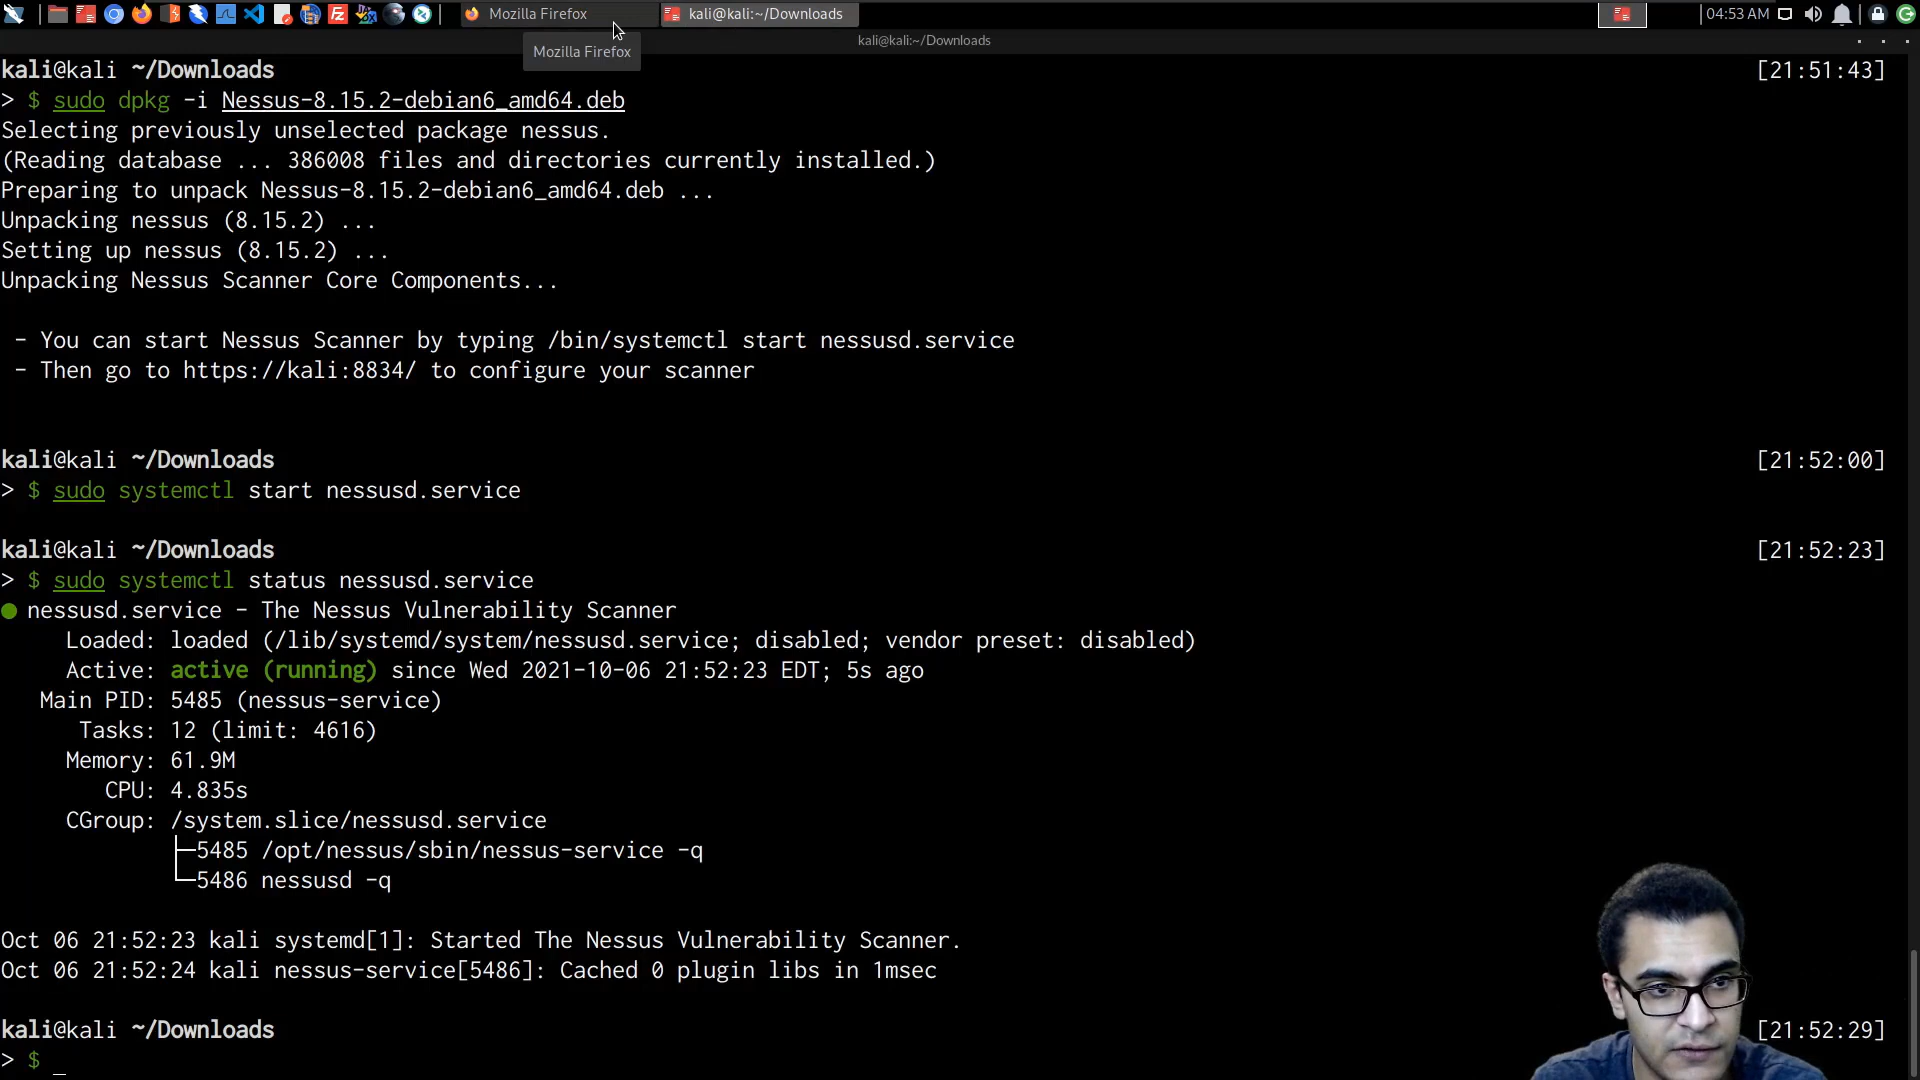 Mozilla Firefox
kali@kali:~/Downloads
04:53 AM
kali@kali:~/Downloads
Mozilla Firefox
kali@kali ~/Downloads [21:51:43]
> $ sudo dpkg -i Nessus-8.15.2-debian6_amd64.deb
Selecting previously unselected package nessus.
(Reading database ... 386008 files and directories currently installed.)
Preparing to unpack Nessus-8.15.2-debian6_amd64.deb ...
Unpacking nessus (8.15.2) ...
Setting up nessus (8.15.2) ...
Unpacking Nessus Scanner Core Components...
- You can start Nessus Scanner by typing /bin/systemctl start nessusd.service
- Then go to https://kali:8834/ to configure your scanner
kali@kali ~/Downloads [21:52:00]
> $ sudo systemctl start nessusd.service
kali@kali ~/Downloads [21:52:23]
> $ sudo systemctl status nessusd.service
● nessusd.service - The Nessus Vulnerability Scanner
Loaded: loaded (/lib/systemd/system/nessusd.service; disabled; vendor preset: disabled)
Active: active (running) since Wed 2021-10-06 21:52:23 EDT; 5s ago
Main PID: 5485 (nessus-service)
Tasks: 12 (limit: 4616)
Memory: 61.9M
CPU: 4.835s
CGroup: /system.slice/nessusd.service
├─5485 /opt/nessus/sbin/nessus-service -q
└─5486 nessusd -q
Oct 06 21:52:23 kali systemd[1]: Started The Nessus Vulnerability Scanner.
Oct 06 21:52:24 kali nessus-service[5486]: Cached 0 plugin libs in 1msec
kali@kali ~/Downloads [21:52:29]
> $